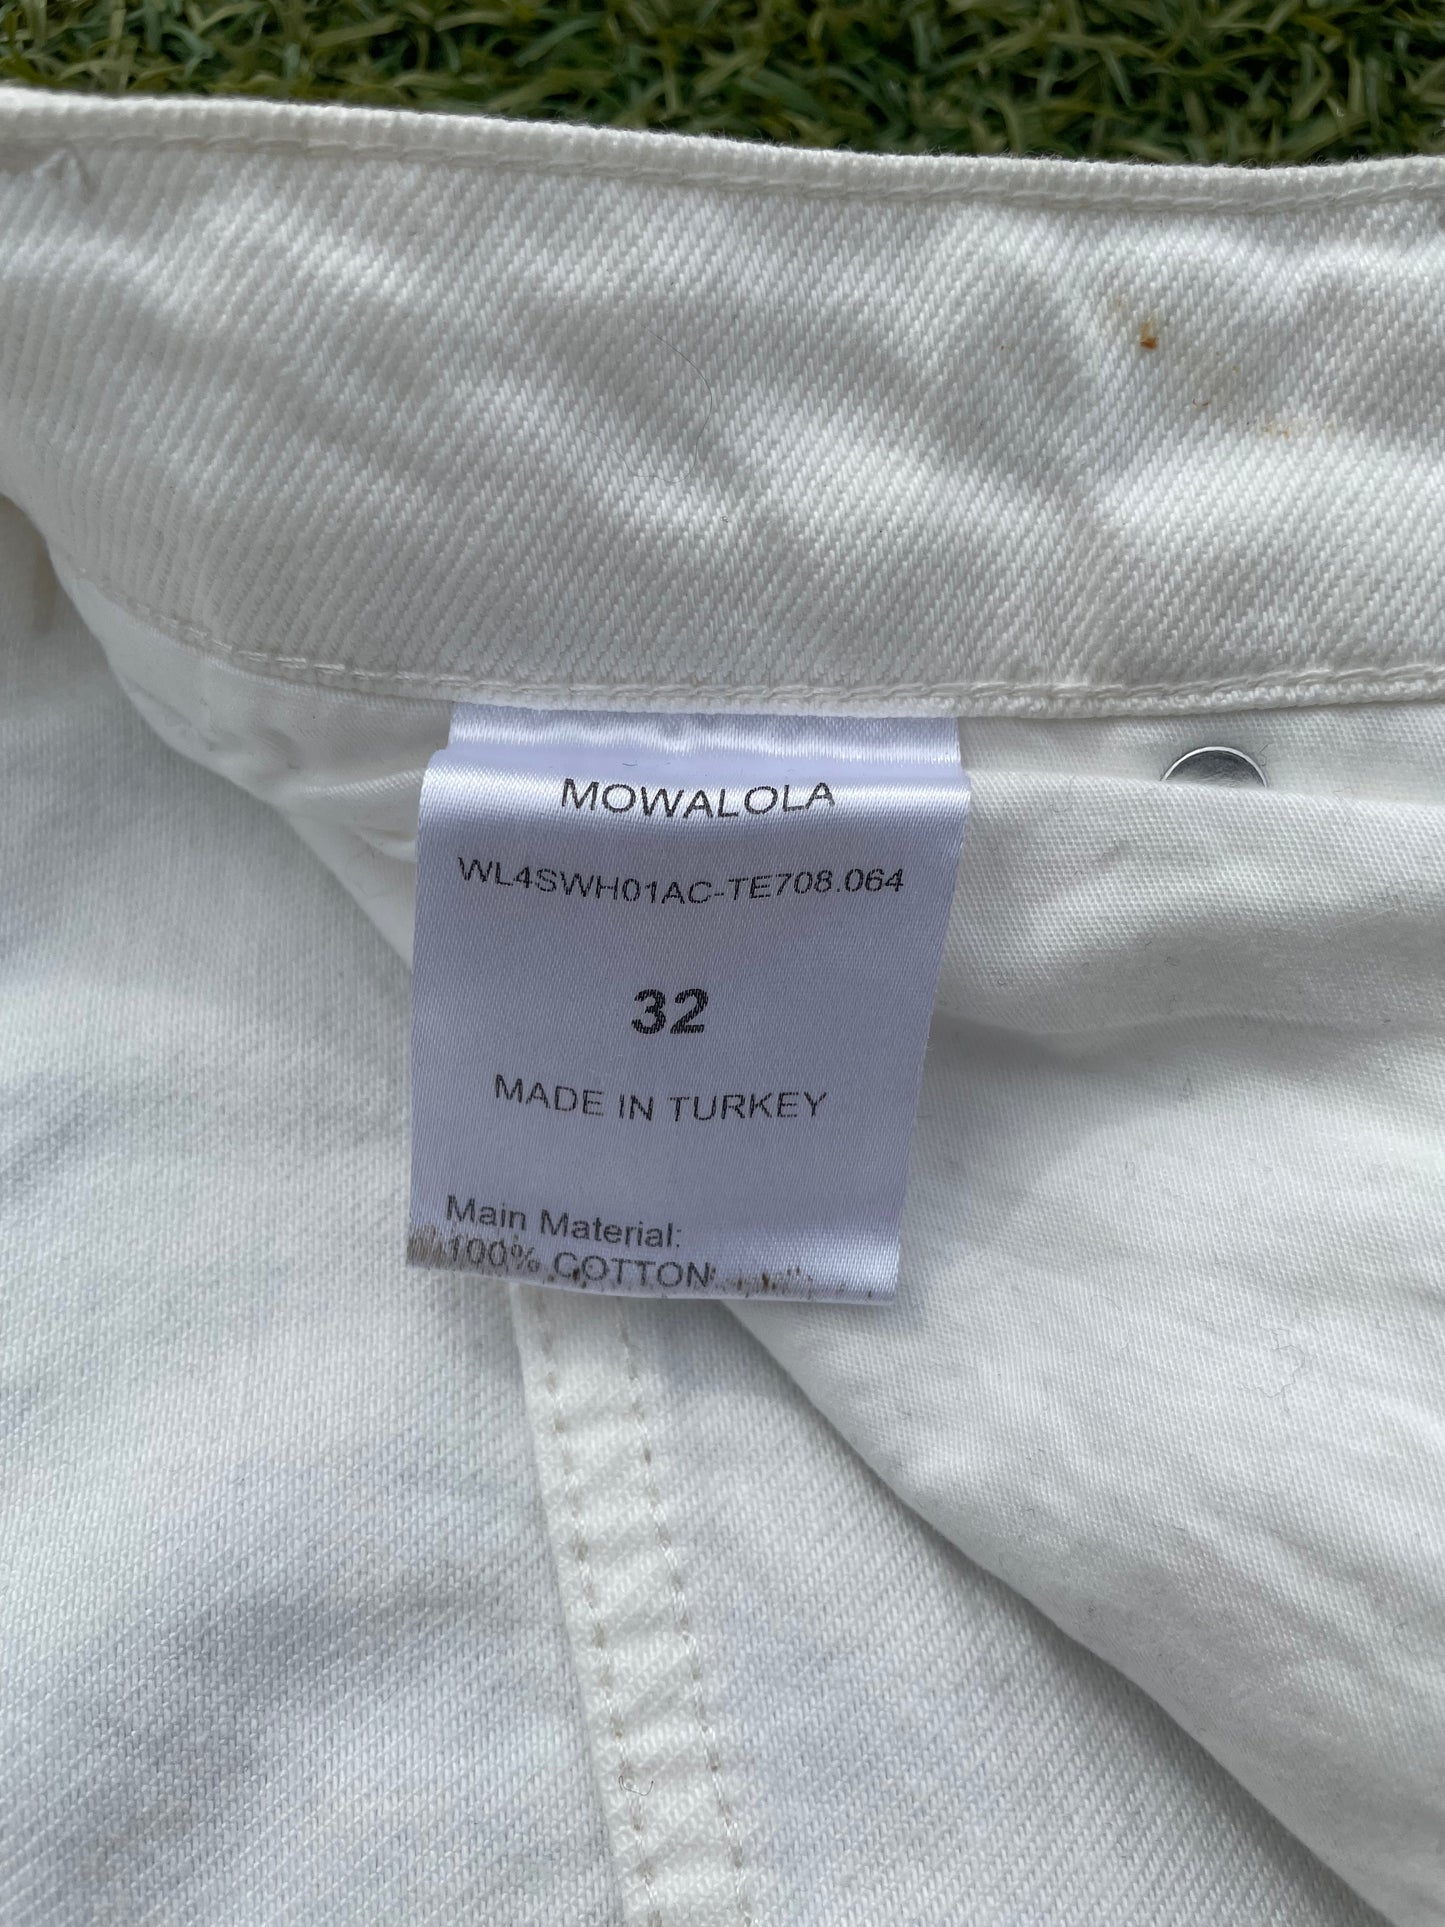 MOWALOLA
WL4SWH01AC-TE708.064
32
MADE IN TURKEY
Main Material:
100% COTTON